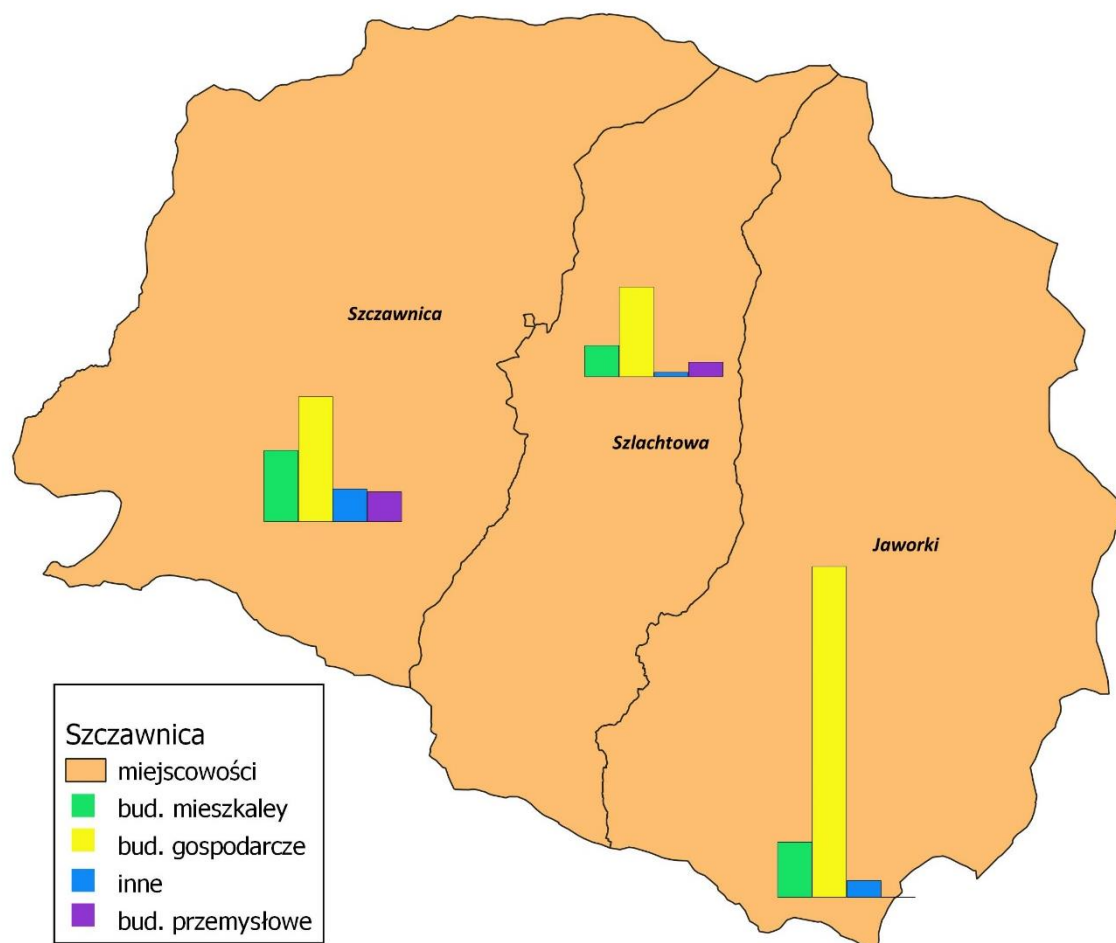 Szczawnica
Szlachtowa
Jaworki
Szczawnica
miejscowości
bud. mieszkaley
bud. gospodarcze
inne
bud. przemysłowe